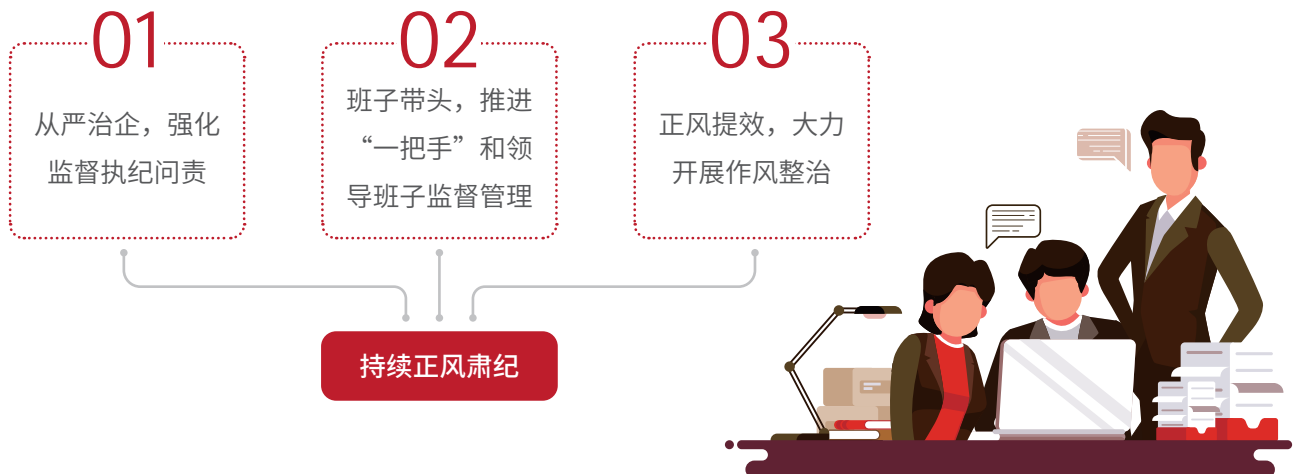 01
从严治企，强化
监督执纪问责
02
班子带头，推进
“一把手”和领
导班子监督管理
03
正风提效，大力
开展作风整治
持续正风肃纪